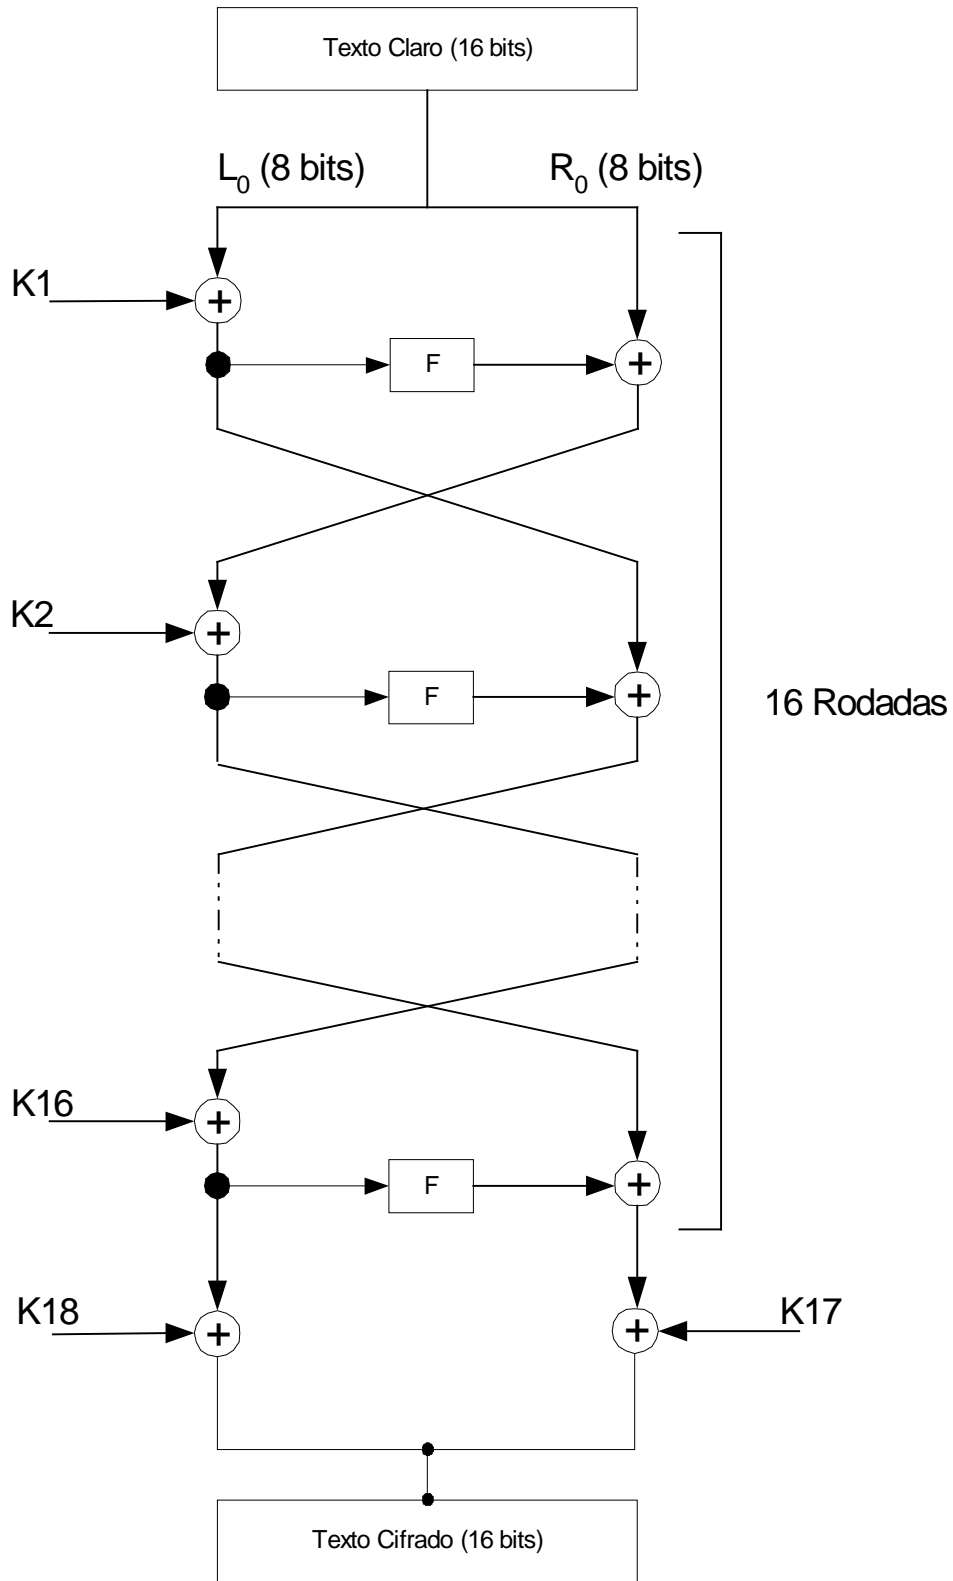 Texto Claro (16 bits)
L0 (8 bits) R0 (8 bits)
K1
+
F
+
K2
+
F
+
16 Rodadas
K16
+
F
+
K18
+
+
K17
Texto Cifrado (16 bits)